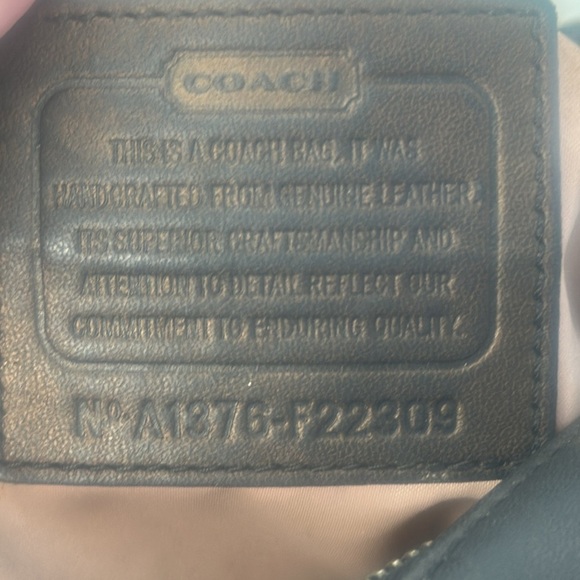 COACH
THIS IS A COACH BAG. IT WAS
HANDCRAFTED FROM GENUINE LEATHER.
ITS SUPERIOR CRAFTSMANSHIP AND
ATTENTION TO DETAIL REFLECT OUR
COMMITMENT TO ENDURING QUALITY.
Nº A1376-F22309